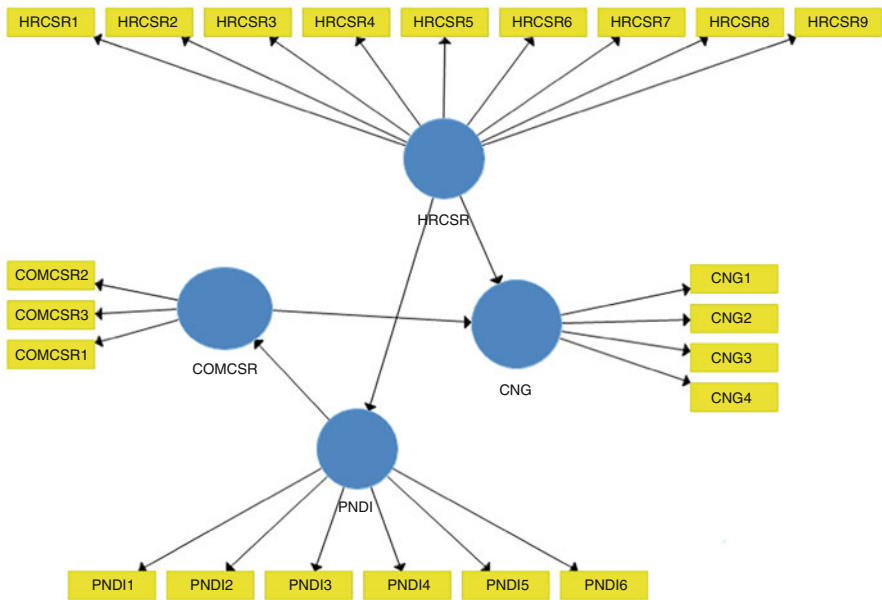 HRCSR1 HRCSR2 HRCSR3 HRCSR4 HRCSR5 HRCSR6 HRCSR7 HRCSR8 HRCSR9
HRCSR
COMCSR2
COMCSR3
COMCSR1
COMCSR
CNG1
CNG2
CNG3
CNG4
CNG
PNDI
PNDI1 PNDI2 PNDI3 PNDI4 PNDI5 PNDI6